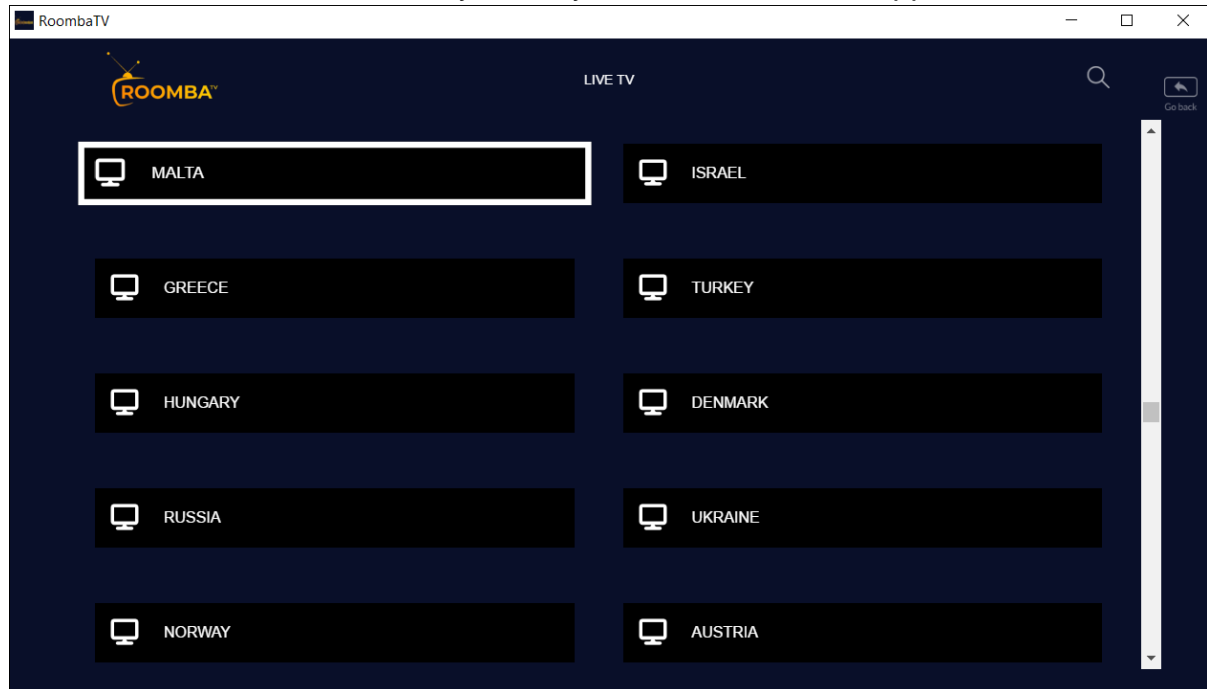 RoombaTV
ROOMBA TV
LIVE TV
Go back
MALTA
ISRAEL
GREECE
TURKEY
HUNGARY
DENMARK
RUSSIA
UKRAINE
NORWAY
AUSTRIA